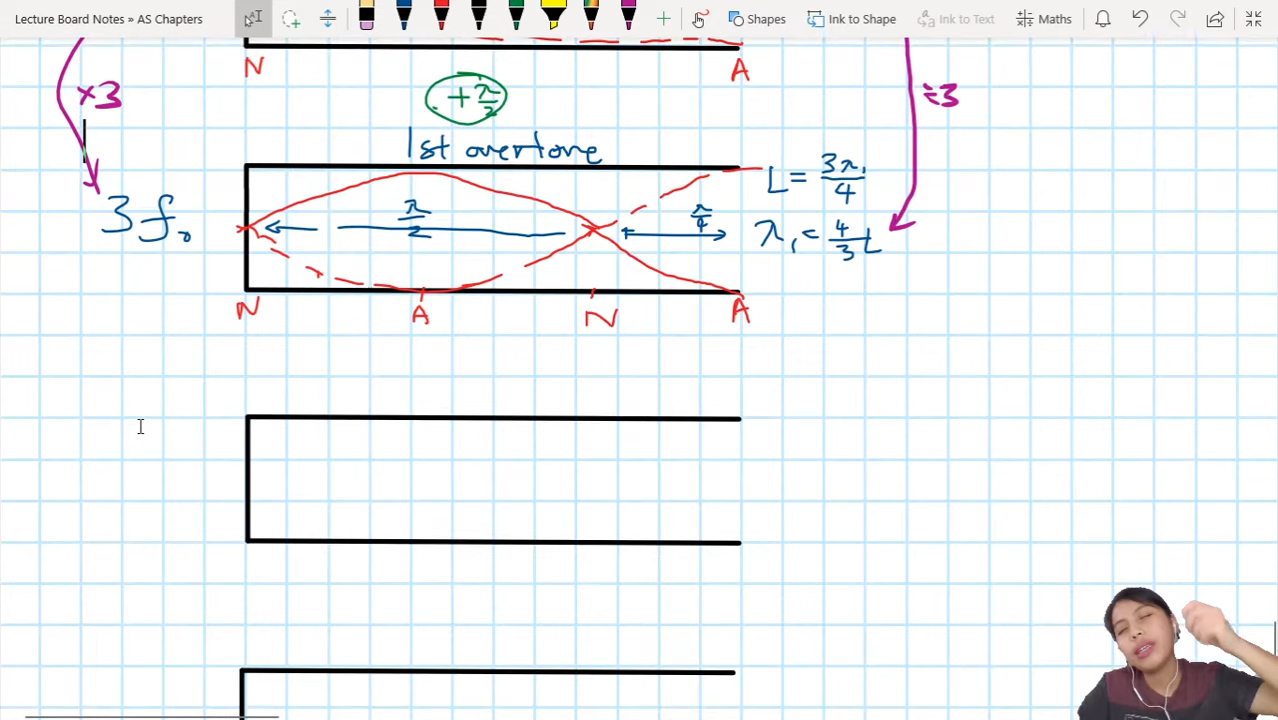 Lecture Board Notes » AS Chapters
Shapes
Ink to Shape
Ink to Text
Maths
N
A
×3
+λ/2
÷3
1st overtone
L = 3λ₁/4
3f₀
λ/2
λ/4
λ₁ = 4/3 L
N
A
N
A